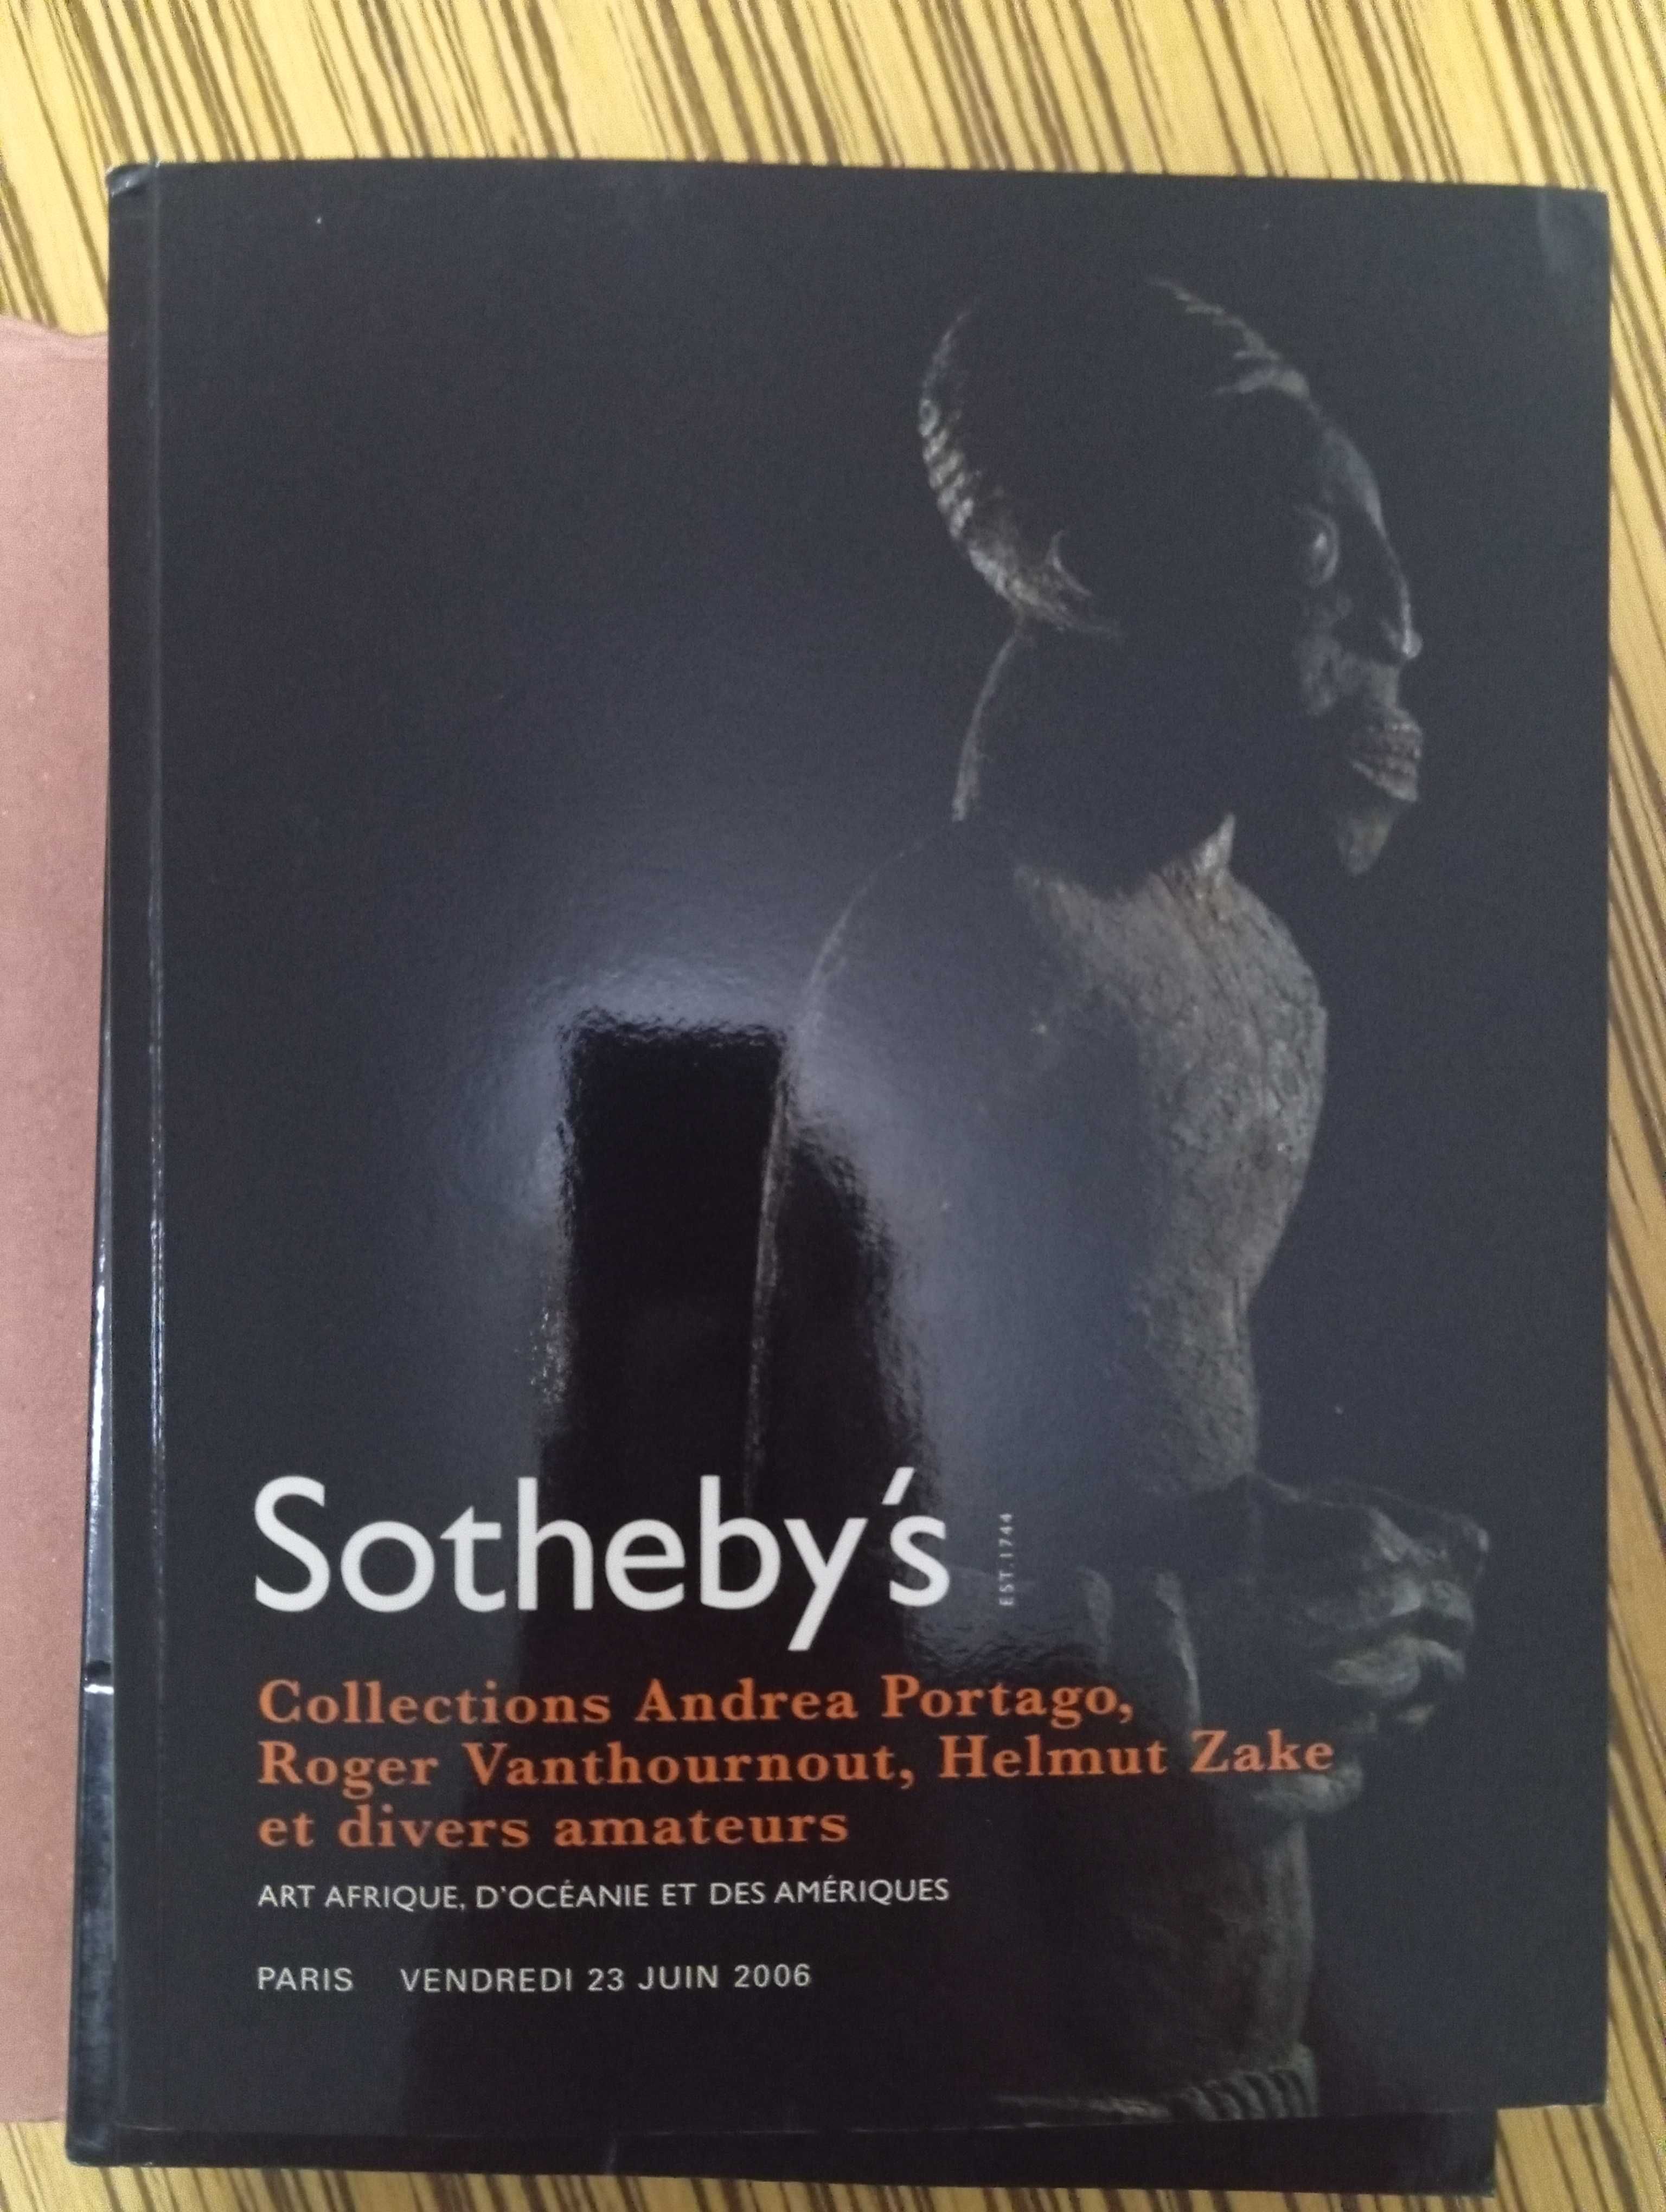 Sotheby's
EST.1744
Collections Andrea Portago,
Roger Vanthournout, Helmut Zake
et divers amateurs
ART AFRIQUE, D'OCÉANIE ET DES AMÉRIQUES
PARIS VENDREDI 23 JUIN 2006